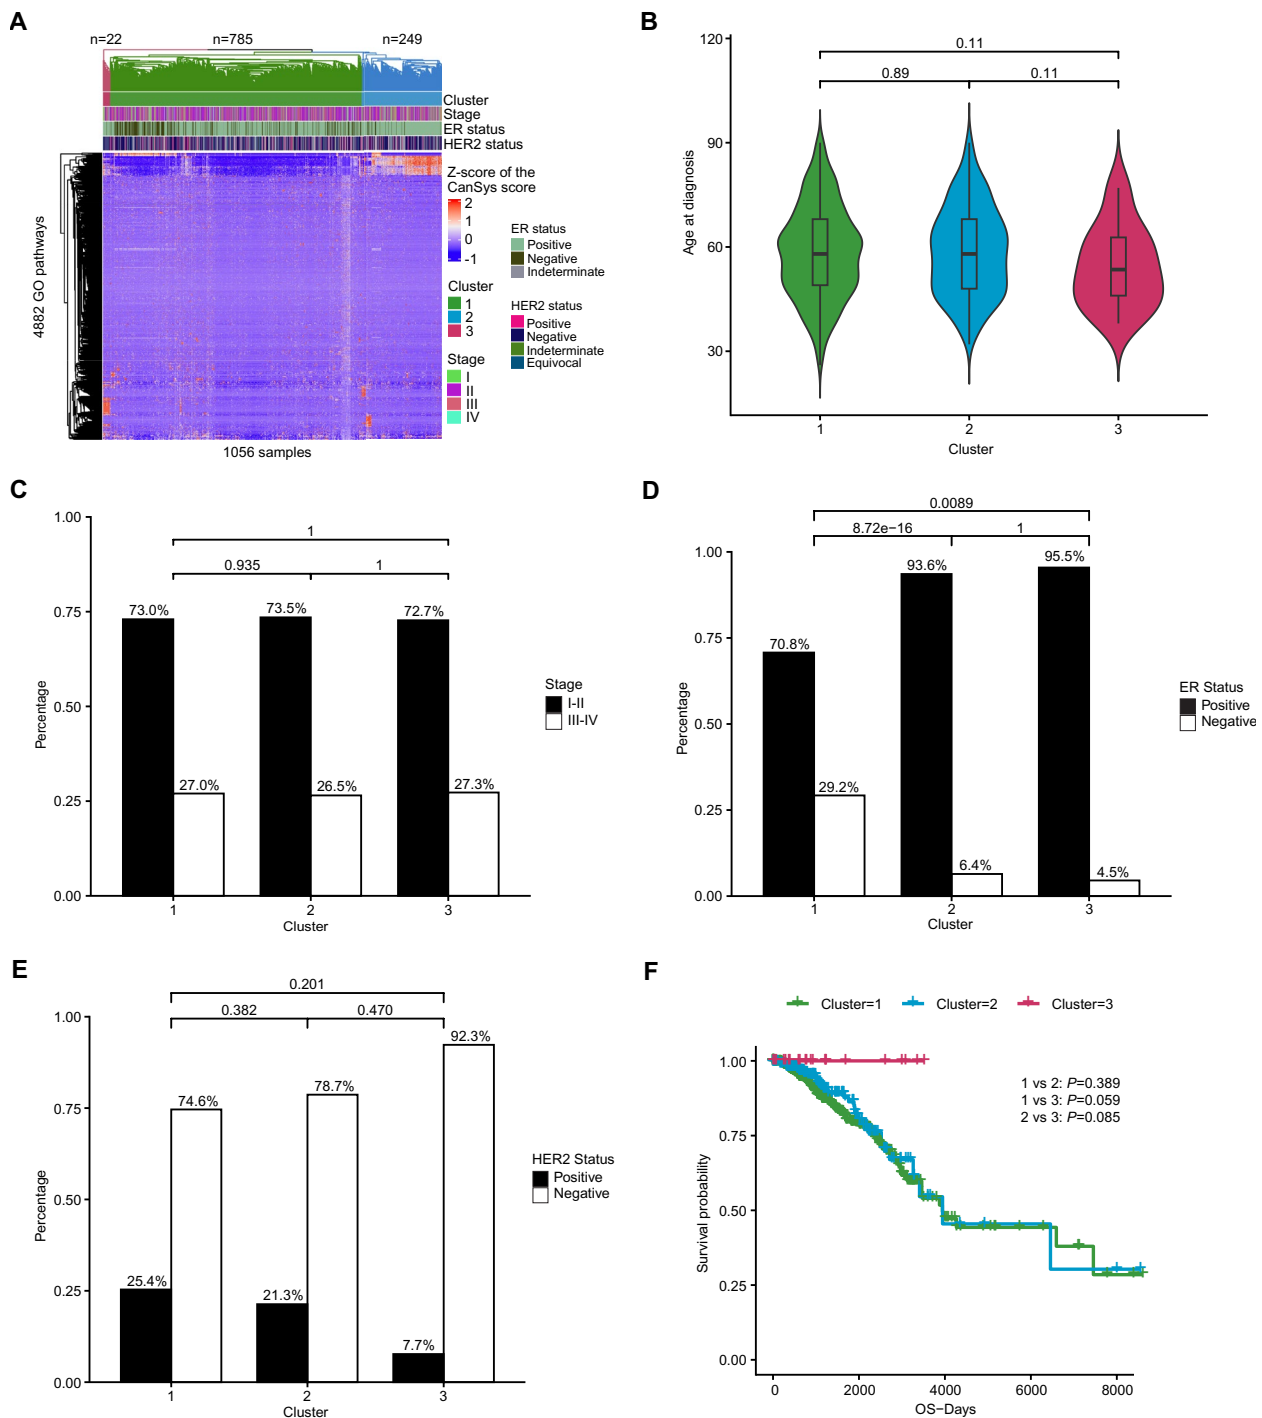 A
n=22
n=785
n=249
Cluster
Stage
ER status
HER2 status
4882 GO pathways
1056 samples
Z-score of the
CanSys score
2
1
0
-1
Cluster
1
2
3
Stage
I
II
III
IV
ER status
Positive
Negative
Indeterminate
HER2 status
Positive
Negative
Indeterminate
Equivocal
B
0.11
0.89
0.11
120
90
60
30
Age at diagnosis
1
2
3
Cluster
C
1
0.935
1
1.00
0.75
0.50
0.25
0.00
Percentage
73.0%
27.0%
73.5%
26.5%
72.7%
27.3%
1
2
3
Cluster
Stage
I-II
III-IV
D
0.0089
8.72e−16
1
1.00
0.75
0.50
0.25
0.00
Percentage
70.8%
29.2%
93.6%
6.4%
95.5%
4.5%
1
2
3
Cluster
ER Status
Positive
Negative
E
0.201
0.382
0.470
1.00
0.75
0.50
0.25
0.00
Percentage
25.4%
74.6%
21.3%
78.7%
7.7%
92.3%
1
2
3
Cluster
HER2 Status
Positive
Negative
F
Cluster=1
Cluster=2
Cluster=3
1 vs 2: P=0.389
1 vs 3: P=0.059
2 vs 3: P=0.085
1.00
0.75
0.50
0.25
0.00
Survival probability
0
2000
4000
6000
8000
OS−Days